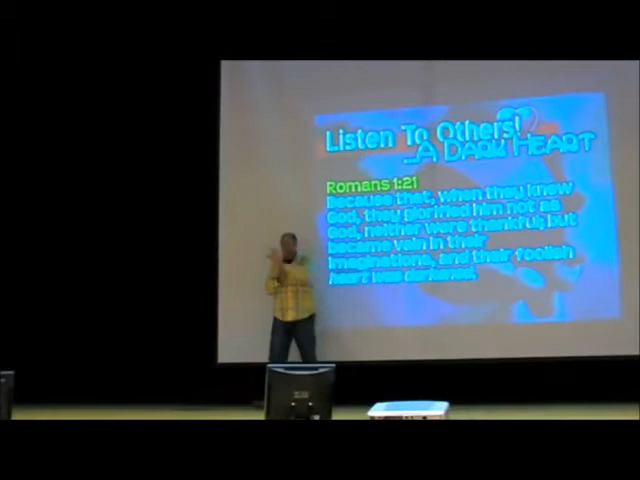 Listen To Others!
...A DARK HEART
Romans 1:21
Because that, when they knew
God, they glorified him not as
God, neither were thankful; but
became vain in their
imaginations, and their foolish
heart was darkened.